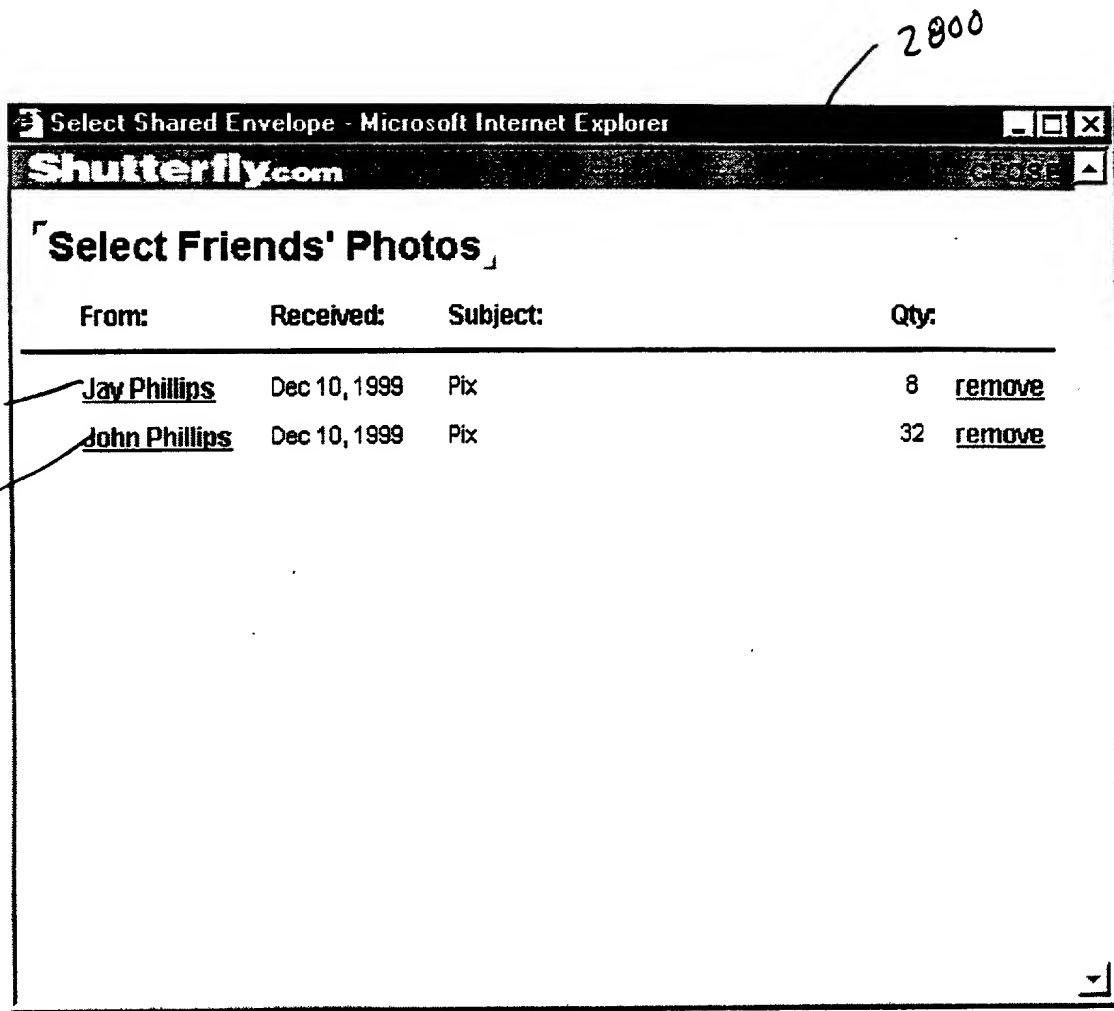 2800
Select Shared Envelope - Microsoft Internet Explorer
Shutterfly.com CLOSE
Select Friends' Photos
From: Received: Subject: Qty:
Jay Phillips Dec 10, 1999 Pix 8 remove
John Phillips Dec 10, 1999 Pix 32 remove